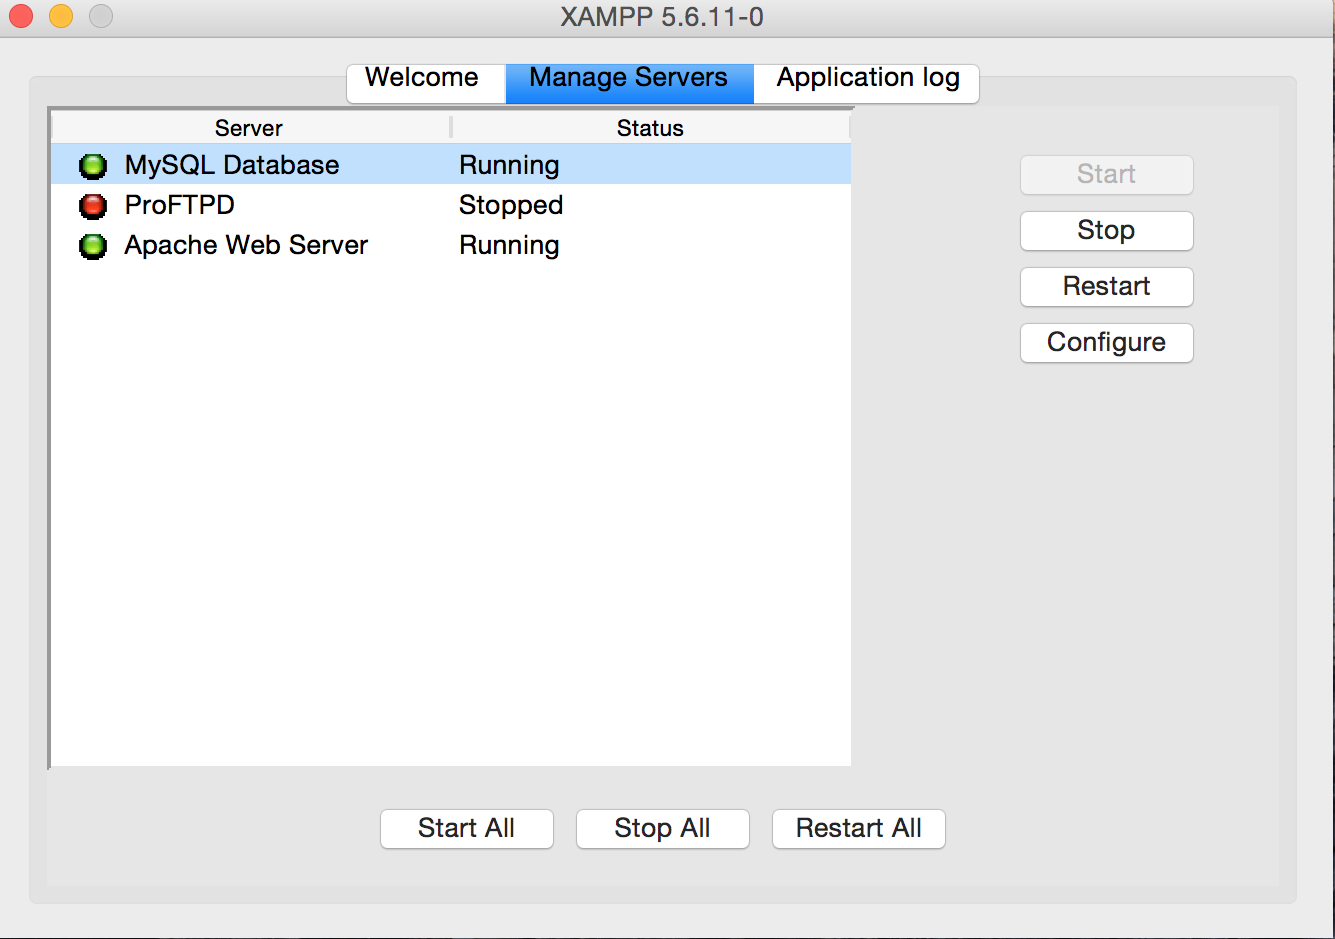 XAMPP 5.6.11-0
Welcome Manage Servers Application log
Server Status
MySQL Database Running
ProFTPD Stopped
Apache Web Server Running
Start
Stop
Restart
Configure
Start All Stop All Restart All